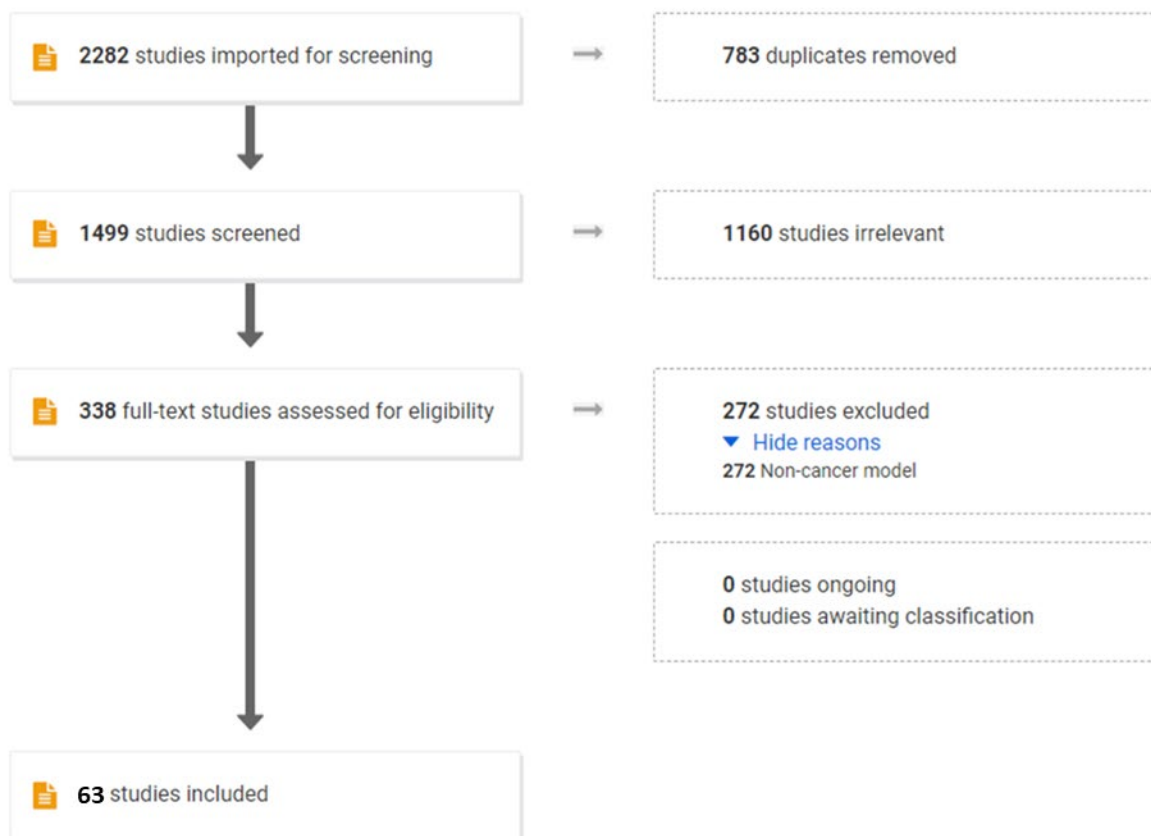 2282 studies imported for screening
783 duplicates removed
1499 studies screened
1160 studies irrelevant
338 full-text studies assessed for eligibility
272 studies excluded
Hide reasons
272 Non-cancer model
0 studies ongoing
0 studies awaiting classification
63 studies included